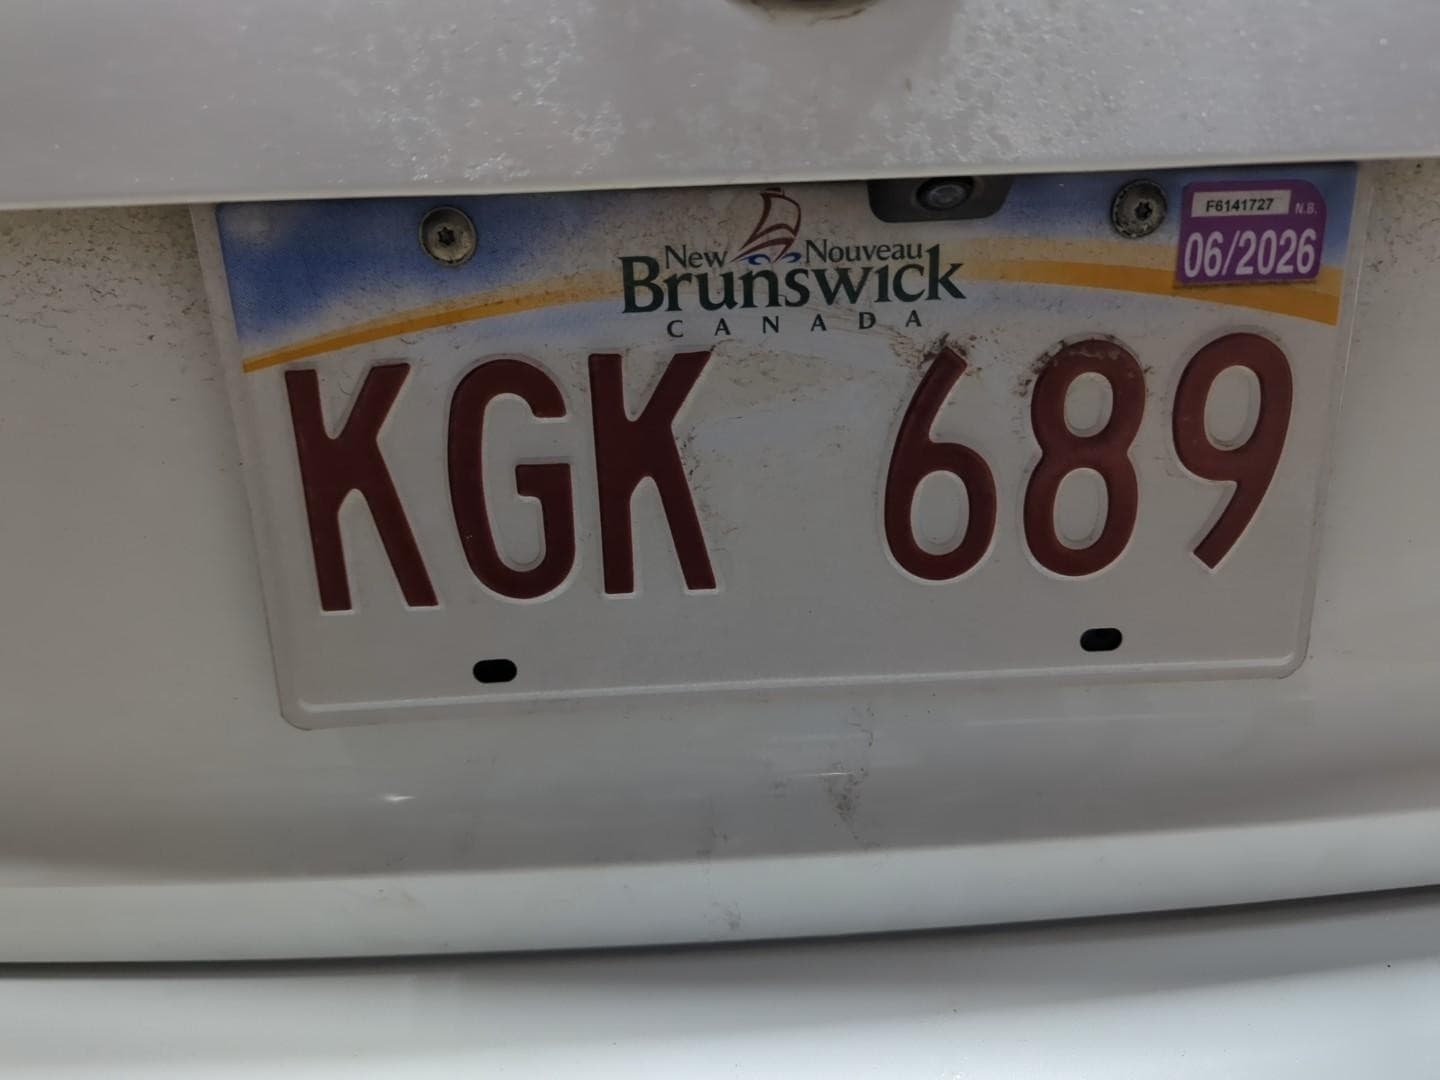 F6141727 N.B.
06/2026
New Nouveau
Brunswick
CANADA
KGK 689